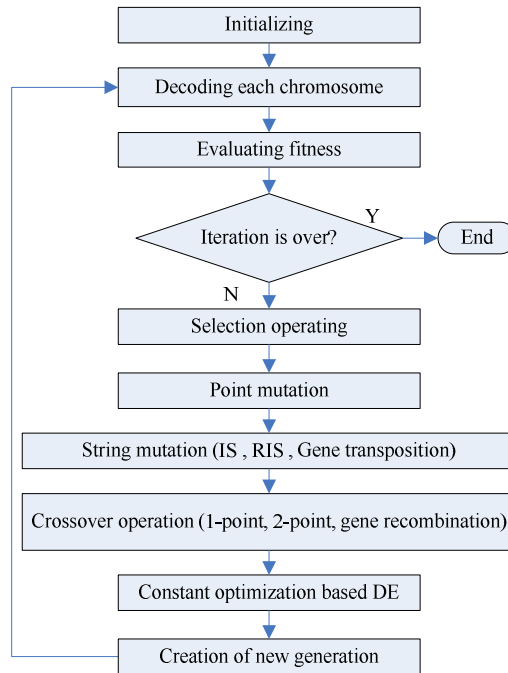 Initializing
Decoding each chromosome
Evaluating fitness
Y
Iteration is over?
End
N
Selection operating
Point mutation
String mutation (IS , RIS , Gene transposition)
Crossover operation (1-point, 2-point, gene recombination)
Constant optimization based DE
Creation of new generation